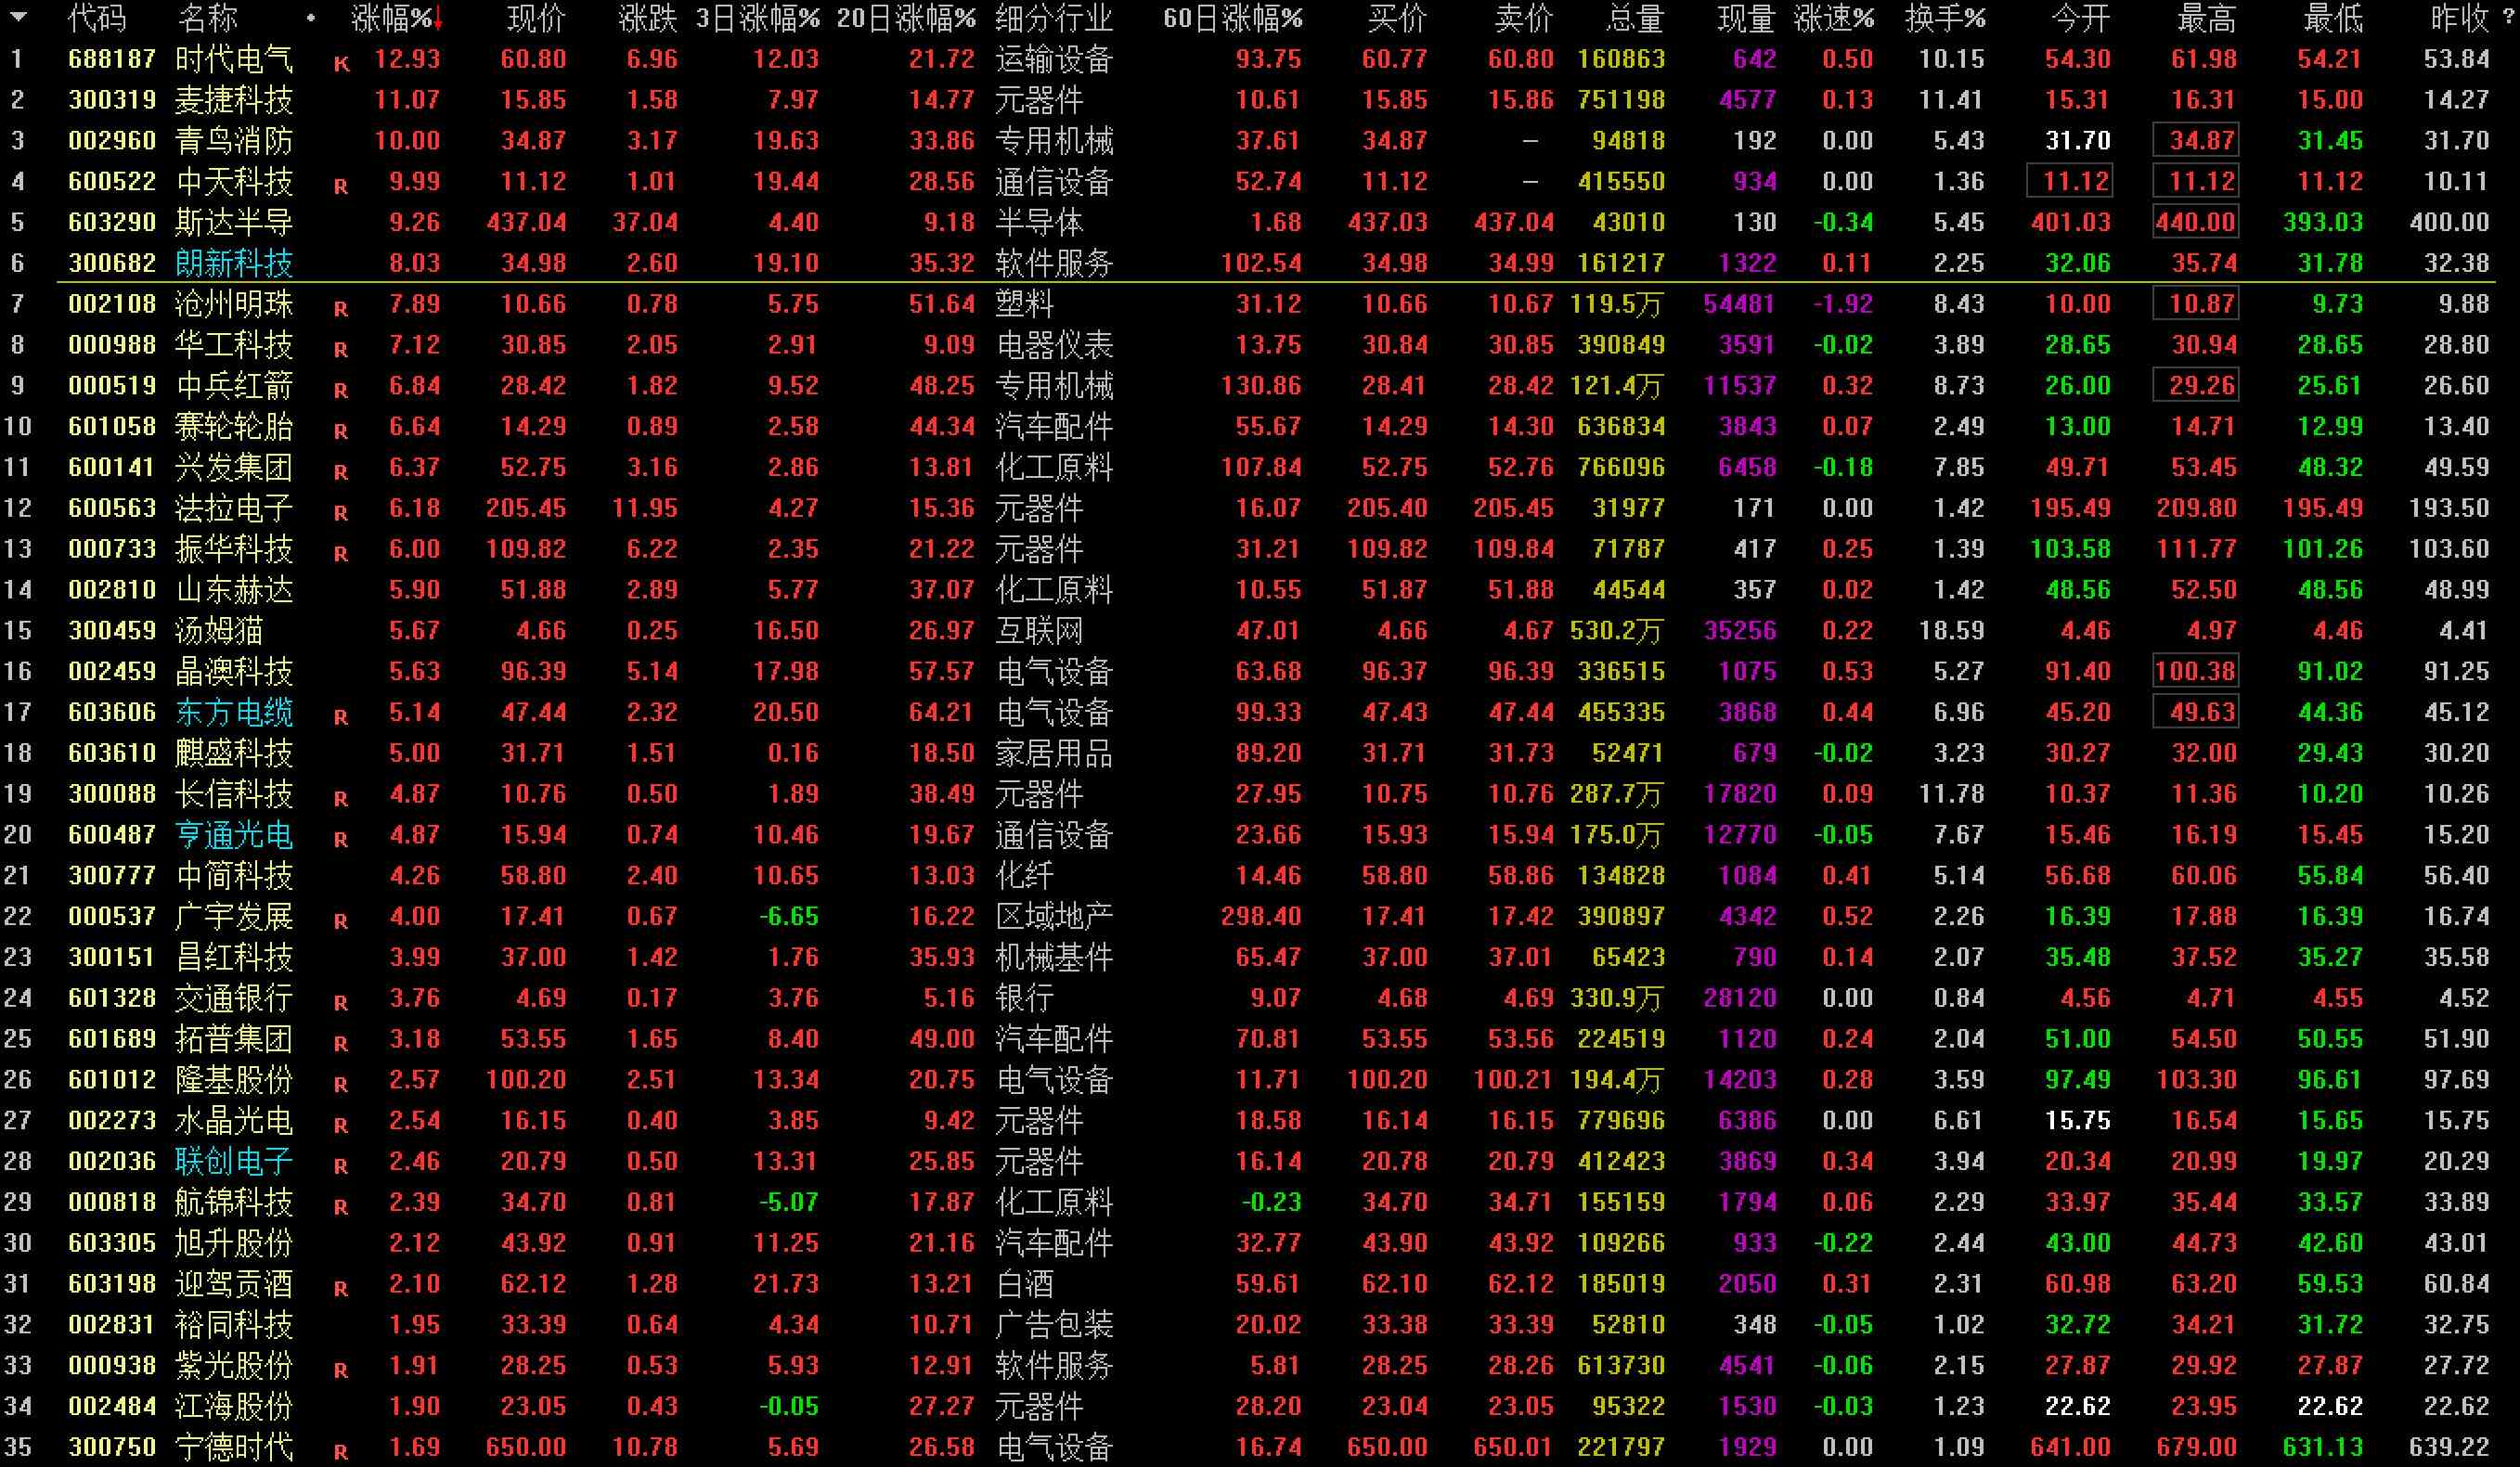 代码 名称 • 涨幅%↓ 现价 涨跌 3日涨幅% 20日涨幅% 细分行业 60日涨幅% 买价 卖价 总量 现量 涨速% 换手% 今开 最高 最低 昨收 ?
1 688187 时代电气 K 12.93 60.80 6.96 12.03 21.72 运输设备 93.75 60.77 60.80 160863 642 0.50 10.15 54.30 61.98 54.21 53.84
2 300319 麦捷科技 11.07 15.85 1.58 7.97 14.77 元器件 10.61 15.85 15.86 751198 4577 0.13 11.41 15.31 16.31 15.00 14.27
3 002960 青鸟消防 10.00 34.87 3.17 19.63 33.86 专用机械 37.61 34.87 — 94818 192 0.00 5.43 31.70 34.87 31.45 31.70
4 600522 中天科技 R 9.99 11.12 1.01 19.44 28.56 通信设备 52.74 11.12 — 415550 934 0.00 1.36 11.12 11.12 11.12 10.11
5 603290 斯达半导 9.26 437.04 37.04 4.40 9.18 半导体 1.68 437.03 437.04 43010 130 -0.34 5.45 401.03 440.00 393.03 400.00
6 300682 朗新科技 8.03 34.98 2.60 19.10 35.32 软件服务 102.54 34.98 34.99 161217 1322 0.11 2.25 32.06 35.74 31.78 32.38
7 002108 沧州明珠 R 7.89 10.66 0.78 5.75 51.64 塑料 31.12 10.66 10.67 119.5万 54481 -1.92 8.43 10.00 10.87 9.73 9.88
8 000988 华工科技 R 7.12 30.85 2.05 2.91 9.09 电器仪表 13.75 30.84 30.85 390849 3591 -0.02 3.89 28.65 30.94 28.65 28.80
9 000519 中兵红箭 R 6.84 28.42 1.82 9.52 48.25 专用机械 130.86 28.41 28.42 121.4万 11537 0.32 8.73 26.00 29.26 25.61 26.60
10 601058 赛轮轮胎 R 6.64 14.29 0.89 2.58 44.34 汽车配件 55.67 14.29 14.30 636834 3843 0.07 2.49 13.00 14.71 12.99 13.40
11 600141 兴发集团 R 6.37 52.75 3.16 2.86 13.81 化工原料 107.84 52.75 52.76 766096 6458 -0.18 7.85 49.71 53.45 48.32 49.59
12 600563 法拉电子 R 6.18 205.45 11.95 4.27 15.36 元器件 16.07 205.40 205.45 31977 171 0.00 1.42 195.49 209.80 195.49 193.50
13 000733 振华科技 R 6.00 109.82 6.22 2.35 21.22 元器件 31.21 109.82 109.84 71787 417 0.25 1.39 103.58 111.77 101.26 103.60
14 002810 山东赫达 5.90 51.88 2.89 5.77 37.07 化工原料 10.55 51.87 51.88 44544 357 0.02 1.42 48.56 52.50 48.56 48.99
15 300459 汤姆猫 5.67 4.66 0.25 16.50 26.97 互联网 47.01 4.66 4.67 530.2万 35256 0.22 18.59 4.46 4.97 4.46 4.41
16 002459 晶澳科技 5.63 96.39 5.14 17.98 57.57 电气设备 63.68 96.37 96.39 336515 1075 0.53 5.27 91.40 100.38 91.02 91.25
17 603606 东方电缆 R 5.14 47.44 2.32 20.50 64.21 电气设备 99.33 47.43 47.44 455335 3868 0.44 6.96 45.20 49.63 44.36 45.12
18 603610 麒盛科技 5.00 31.71 1.51 0.16 18.50 家居用品 89.20 31.71 31.73 52471 679 -0.02 3.23 30.27 32.00 29.43 30.20
19 300088 长信科技 R 4.87 10.76 0.50 1.89 38.49 元器件 27.95 10.75 10.76 287.7万 17820 0.09 11.78 10.37 11.36 10.20 10.26
20 600487 亨通光电 R 4.87 15.94 0.74 10.46 19.67 通信设备 23.66 15.93 15.94 175.0万 12770 -0.05 7.67 15.46 16.19 15.45 15.20
21 300777 中简科技 4.26 58.80 2.40 10.65 13.03 化纤 14.46 58.80 58.86 134828 1084 0.41 5.14 56.68 60.06 55.84 56.40
22 000537 广宇发展 R 4.00 17.41 0.67 -6.65 16.22 区域地产 298.40 17.41 17.42 390897 4342 0.52 2.26 16.39 17.88 16.39 16.74
23 300151 昌红科技 3.99 37.00 1.42 1.76 35.93 机械基件 65.47 37.00 37.01 65423 790 0.14 2.07 35.48 37.52 35.27 35.58
24 601328 交通银行 R 3.76 4.69 0.17 3.76 5.16 银行 9.07 4.68 4.69 330.9万 28120 0.00 0.84 4.56 4.71 4.55 4.52
25 601689 拓普集团 R 3.18 53.55 1.65 8.40 49.00 汽车配件 70.81 53.55 53.56 224519 1120 0.24 2.04 51.00 54.50 50.55 51.90
26 601012 隆基股份 R 2.57 100.20 2.51 13.34 20.75 电气设备 11.71 100.20 100.21 194.4万 14203 0.28 3.59 97.49 103.30 96.61 97.69
27 002273 水晶光电 R 2.54 16.15 0.40 3.85 9.42 元器件 18.58 16.14 16.15 779696 6386 0.00 6.61 15.75 16.54 15.65 15.75
28 002036 联创电子 R 2.46 20.79 0.50 13.31 25.85 元器件 16.14 20.78 20.79 412423 3869 0.34 3.94 20.34 20.99 19.97 20.29
29 000818 航锦科技 R 2.39 34.70 0.81 -5.07 17.87 化工原料 -0.23 34.70 34.71 155159 1794 0.06 2.29 33.97 35.44 33.57 33.89
30 603305 旭升股份 2.12 43.92 0.91 11.25 21.16 汽车配件 32.77 43.90 43.92 109266 933 -0.22 2.44 43.00 44.73 42.60 43.01
31 603198 迎驾贡酒 R 2.10 62.12 1.28 21.73 13.21 白酒 59.61 62.10 62.12 185019 2050 0.31 2.31 60.98 63.20 59.53 60.84
32 002831 裕同科技 1.95 33.39 0.64 4.34 10.71 广告包装 20.02 33.38 33.39 52810 348 -0.05 1.02 32.72 34.21 31.72 32.75
33 000938 紫光股份 R 1.91 28.25 0.53 5.93 12.91 软件服务 5.81 28.25 28.26 613730 4541 -0.06 2.15 27.87 29.92 27.87 27.72
34 002484 江海股份 1.90 23.05 0.43 -0.05 27.27 元器件 28.20 23.04 23.05 95322 1530 -0.03 1.23 22.62 23.95 22.62 22.62
35 300750 宁德时代 R 1.69 650.00 10.78 5.69 26.58 电气设备 16.74 650.00 650.01 221797 1929 0.00 1.09 641.00 679.00 631.13 639.22